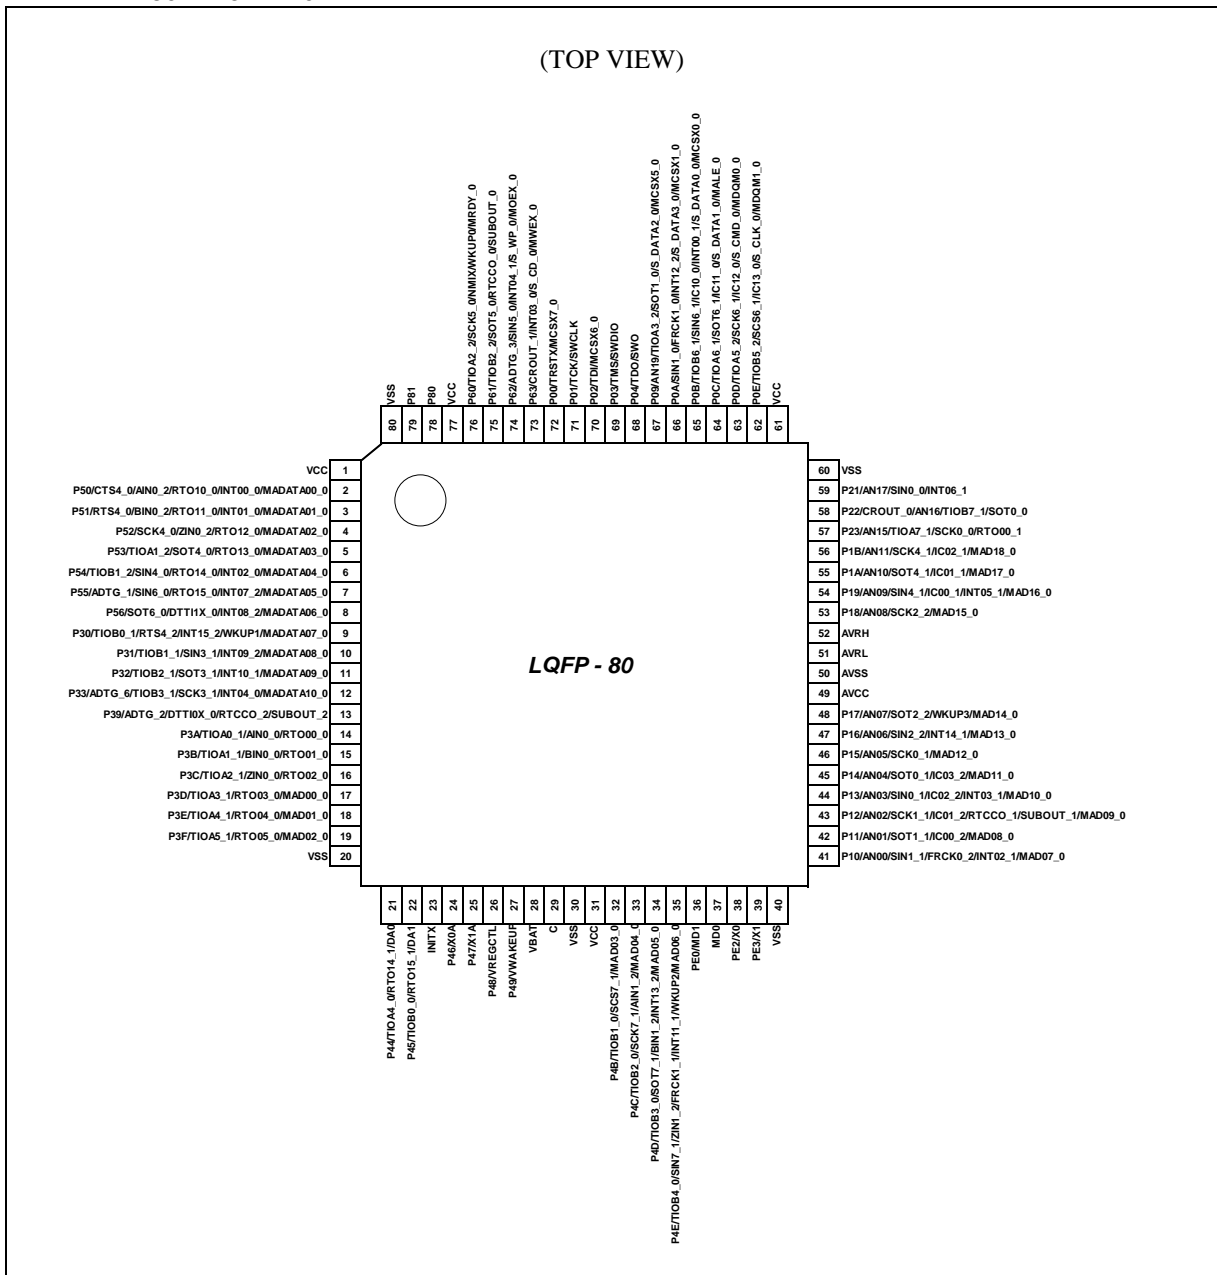 (TOP VIEW)
VSS
P81
P80
VCC
P60/TIOA2_2/SCK5_0/NMIX/WKUP0/MRDY_0
P61/TIOB2_2/SOT5_0/RTCCO_0/SUBOUT_0
P62/ADTG_3/SIN5_0/INT04_1/S_WP_0/MOEX_0
P63/CROUT_1/INT03_0/S_CD_0/MWEX_0
P00/TRSTX/MCSX7_0
P01/TCK/SWCLK
P02/TDI/MCSX6_0
P03/TMS/SWDIO
P04/TDO/SWO
P09/AN19/TIOA3_2/SOT1_0/S_DATA2_0/MCSX5_0
P0A/SIN1_0/FRCK1_0/INT12_2/S_DATA3_0/MCSX1_0
P0B/TIOB6_1/SIN6_1/IC10_0/INT00_1/S_DATA0_0/MCSX0_0
P0C/TIOA6_1/SOT6_1/IC11_0/S_DATA1_0/MALE_0
P0D/TIOA5_2/SCK6_1/IC12_0/S_CMD_0/MDQM0_0
P0E/TIOB5_2/SCS6_1/IC13_0/S_CLK_0/MDQM1_0
VCC
80 79 78 77 76 75 74 73 72 71 70 69 68 67 66 65 64 63 62 61
VCC 1
P50/CTS4_0/AIN0_2/RTO10_0/INT00_0/MADATA00_0 2
P51/RTS4_0/BIN0_2/RTO11_0/INT01_0/MADATA01_0 3
P52/SCK4_0/ZIN0_2/RTO12_0/MADATA02_0 4
P53/TIOA1_2/SOT4_0/RTO13_0/MADATA03_0 5
P54/TIOB1_2/SIN4_0/RTO14_0/INT02_0/MADATA04_0 6
P55/ADTG_1/SIN6_0/RTO15_0/INT07_2/MADATA05_0 7
P56/SOT6_0/DTTI1X_0/INT08_2/MADATA06_0 8
P30/TIOB0_1/RTS4_2/INT15_2/WKUP1/MADATA07_0 9
P31/TIOB1_1/SIN3_1/INT09_2/MADATA08_0 10
P32/TIOB2_1/SOT3_1/INT10_1/MADATA09_0 11
P33/ADTG_6/TIOB3_1/SCK3_1/INT04_0/MADATA10_0 12
P39/ADTG_2/DTTI0X_0/RTCCO_2/SUBOUT_2 13
P3A/TIOA0_1/AIN0_0/RTO00_0 14
P3B/TIOA1_1/BIN0_0/RTO01_0 15
P3C/TIOA2_1/ZIN0_0/RTO02_0 16
P3D/TIOA3_1/RTO03_0/MAD00_0 17
P3E/TIOA4_1/RTO04_0/MAD01_0 18
P3F/TIOA5_1/RTO05_0/MAD02_0 19
VSS 20
LQFP - 80
60 VSS
59 P21/AN17/SIN0_0/INT06_1
58 P22/CROUT_0/AN16/TIOB7_1/SOT0_0
57 P23/AN15/TIOA7_1/SCK0_0/RTO00_1
56 P1B/AN11/SCK4_1/IC02_1/MAD18_0
55 P1A/AN10/SOT4_1/IC01_1/MAD17_0
54 P19/AN09/SIN4_1/IC00_1/INT05_1/MAD16_0
53 P18/AN08/SCK2_2/MAD15_0
52 AVRH
51 AVRL
50 AVSS
49 AVCC
48 P17/AN07/SOT2_2/WKUP3/MAD14_0
47 P16/AN06/SIN2_2/INT14_1/MAD13_0
46 P15/AN05/SCK0_1/MAD12_0
45 P14/AN04/SOT0_1/IC03_2/MAD11_0
44 P13/AN03/SIN0_1/IC02_2/INT03_1/MAD10_0
43 P12/AN02/SCK1_1/IC01_2/RTCCO_1/SUBOUT_1/MAD09_0
42 P11/AN01/SOT1_1/IC00_2/MAD08_0
41 P10/AN00/SIN1_1/FRCK0_2/INT02_1/MAD07_0
21 22 23 24 25 26 27 28 29 30 31 32 33 34 35 36 37 38 39 40
P44/TIOA4_0/RTO14_1/DA0
P45/TIOB0_0/RTO15_1/DA1
INITX
P46/X0A
P47/X1A
P48/VREGCTL
P49/VWAKEUP
VBAT
C
VSS
VCC
P4B/TIOB1_0/SCS7_1/MAD03_0
P4C/TIOB2_0/SCK7_1/AIN1_2/MAD04_0
P4D/TIOB3_0/SOT7_1/BIN1_2/INT13_2/MAD05_0
P4E/TIOB4_0/SIN7_1/ZIN1_2/FRCK1_1/INT11_1/WKUP2/MAD06_0
PE0/MD1
MD0
PE2/X0
PE3/X1
VSS